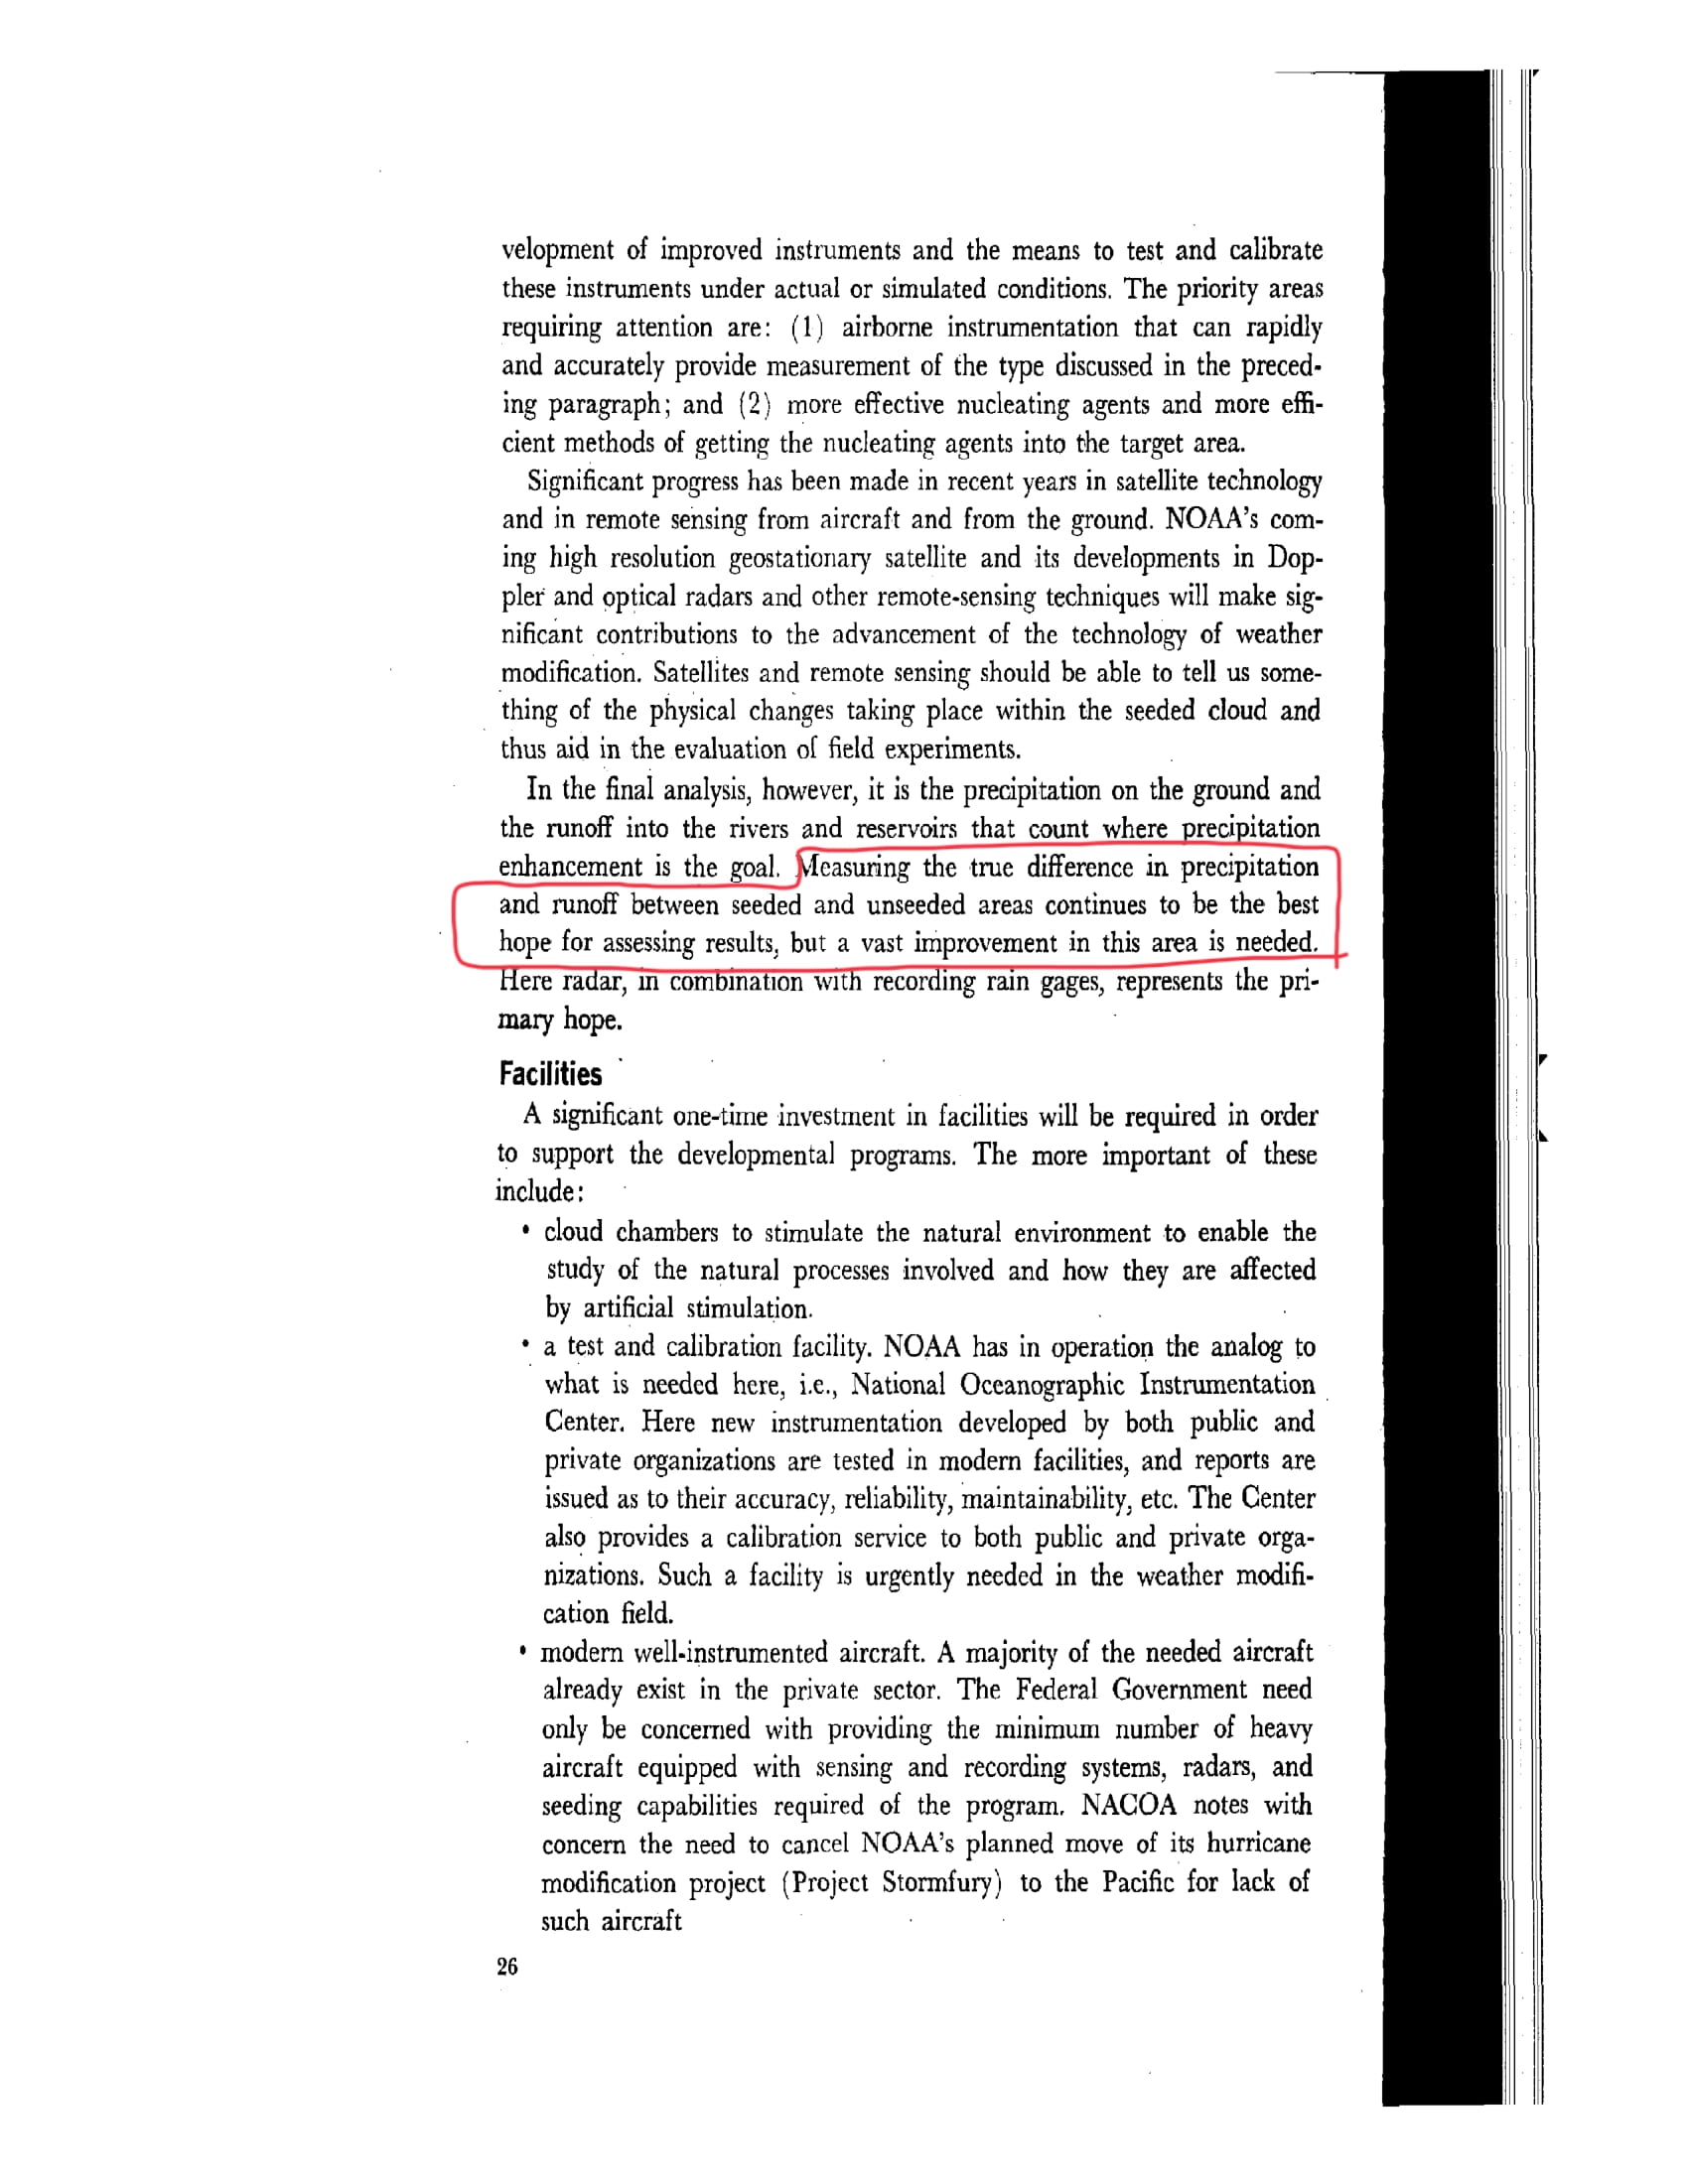 velopment of improved instruments and the means to test and calibrate
these instruments under actual or simulated conditions. The priority areas
requiring attention are: (1) airborne instrumentation that can rapidly
and accurately provide measurement of the type discussed in the preced-
ing paragraph; and (2) more effective nucleating agents and more effi-
cient methods of getting the nucleating agents into the target area.
Significant progress has been made in recent years in satellite technology
and in remote sensing from aircraft and from the ground. NOAA's com-
ing high resolution geostationary satellite and its developments in Dop-
pler and optical radars and other remote-sensing techniques will make sig-
nificant contributions to the advancement of the technology of weather
modification. Satellites and remote sensing should be able to tell us some-
thing of the physical changes taking place within the seeded cloud and
thus aid in the evaluation of field experiments.
In the final analysis, however, it is the precipitation on the ground and
the runoff into the rivers and reservoirs that count where precipitation
enhancement is the goal. Measuring the true difference in precipitation
and runoff between seeded and unseeded areas continues to be the best
hope for assessing results, but a vast improvement in this area is needed.
Here radar, in combination with recording rain gages, represents the pri-
mary hope.
Facilities
A significant one-time investment in facilities will be required in order
to support the developmental programs. The more important of these
include:
• cloud chambers to stimulate the natural environment to enable the
study of the natural processes involved and how they are affected
by artificial stimulation.
• a test and calibration facility. NOAA has in operation the analog to
what is needed here, i.e., National Oceanographic Instrumentation
Center. Here new instrumentation developed by both public and
private organizations are tested in modern facilities, and reports are
issued as to their accuracy, reliability, maintainability, etc. The Center
also provides a calibration service to both public and private orga-
nizations. Such a facility is urgently needed in the weather modifi-
cation field.
• modern well-instrumented aircraft. A majority of the needed aircraft
already exist in the private sector. The Federal Government need
only be concerned with providing the minimum number of heavy
aircraft equipped with sensing and recording systems, radars, and
seeding capabilities required of the program. NACOA notes with
concern the need to cancel NOAA's planned move of its hurricane
modification project (Project Stormfury) to the Pacific for lack of
such aircraft
26